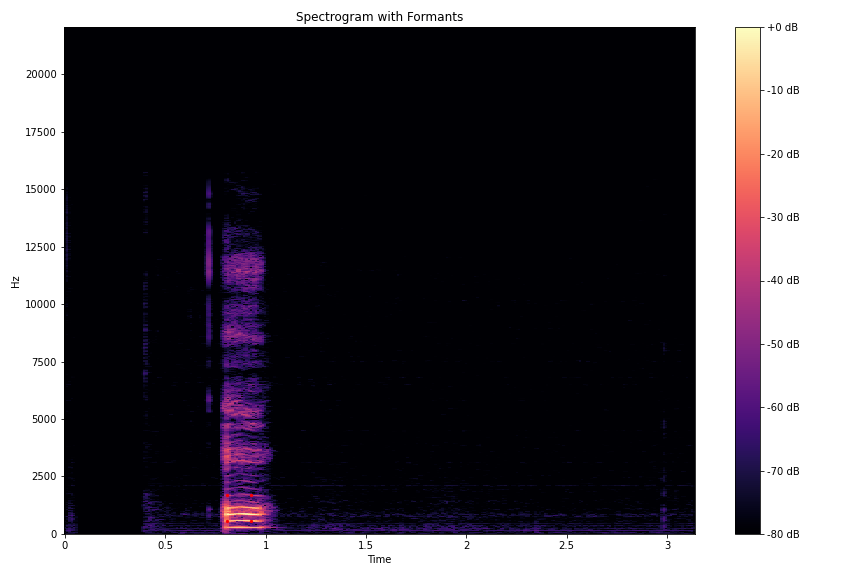 Spectrogram with Formants
+0 dB
20000
-10 dB
17500
-20 dB
15000
-30 dB
12500
Hz
-40 dB
10000
-50 dB
7500
-60 dB
5000
-70 dB
2500
0
-80 dB
0
0.5
1
1.5
2
2.5
3
Time